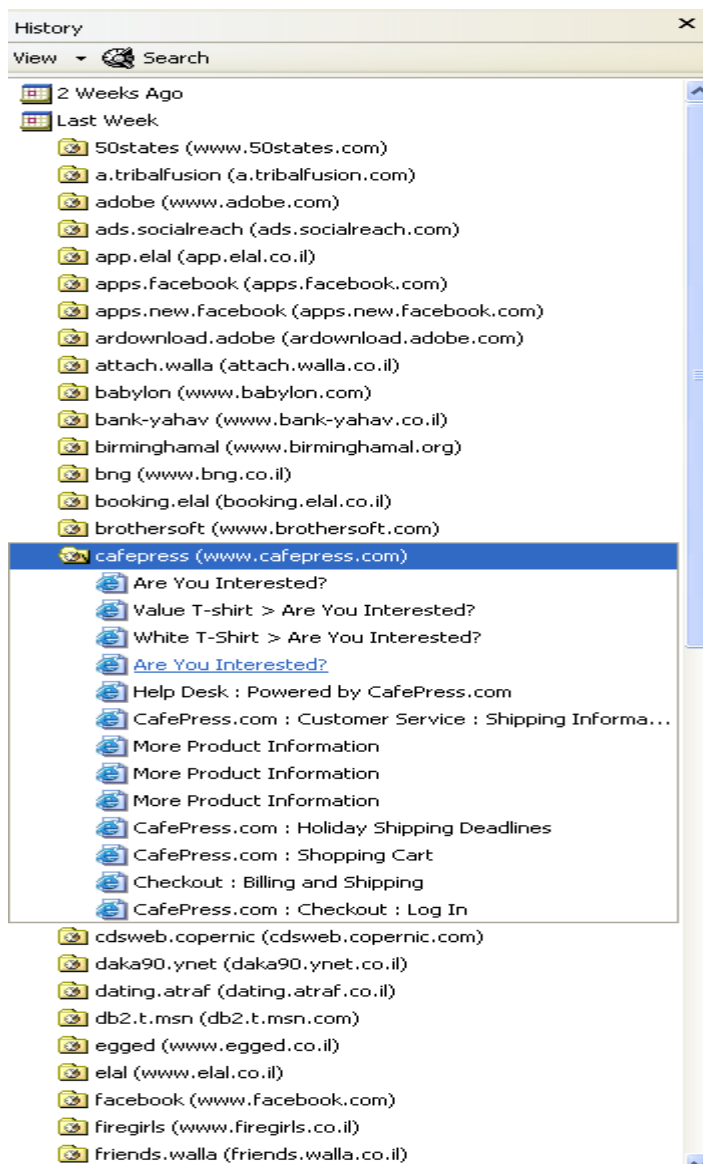 History
View Search
2 Weeks Ago
Last Week
50states (www.50states.com)
a.tribalfusion (a.tribalfusion.com)
adobe (www.adobe.com)
ads.socialreach (ads.socialreach.com)
app.elal (app.elal.co.il)
apps.facebook (apps.facebook.com)
apps.new.facebook (apps.new.facebook.com)
ardownload.adobe (ardownload.adobe.com)
attach.walla (attach.walla.co.il)
babylon (www.babylon.com)
bank-yahav (www.bank-yahav.co.il)
birminghamal (www.birminghamal.org)
bng (www.bng.co.il)
booking.elal (booking.elal.co.il)
brothersoft (www.brothersoft.com)
cafepress (www.cafepress.com)
Are You Interested?
Value T-shirt > Are You Interested?
White T-Shirt > Are You Interested?
Are You Interested?
Help Desk : Powered by CafePress.com
CafePress.com : Customer Service : Shipping Informa...
More Product Information
More Product Information
More Product Information
CafePress.com : Holiday Shipping Deadlines
CafePress.com : Shopping Cart
Checkout : Billing and Shipping
CafePress.com : Checkout : Log In
cdsweb.copernic (cdsweb.copernic.com)
daka90.ynet (daka90.ynet.co.il)
dating.atraf (dating.atraf.co.il)
db2.t.msn (db2.t.msn.com)
egged (www.egged.co.il)
elal (www.elal.co.il)
facebook (www.facebook.com)
firegirls (www.firegirls.co.il)
friends.walla (friends.walla.co.il)